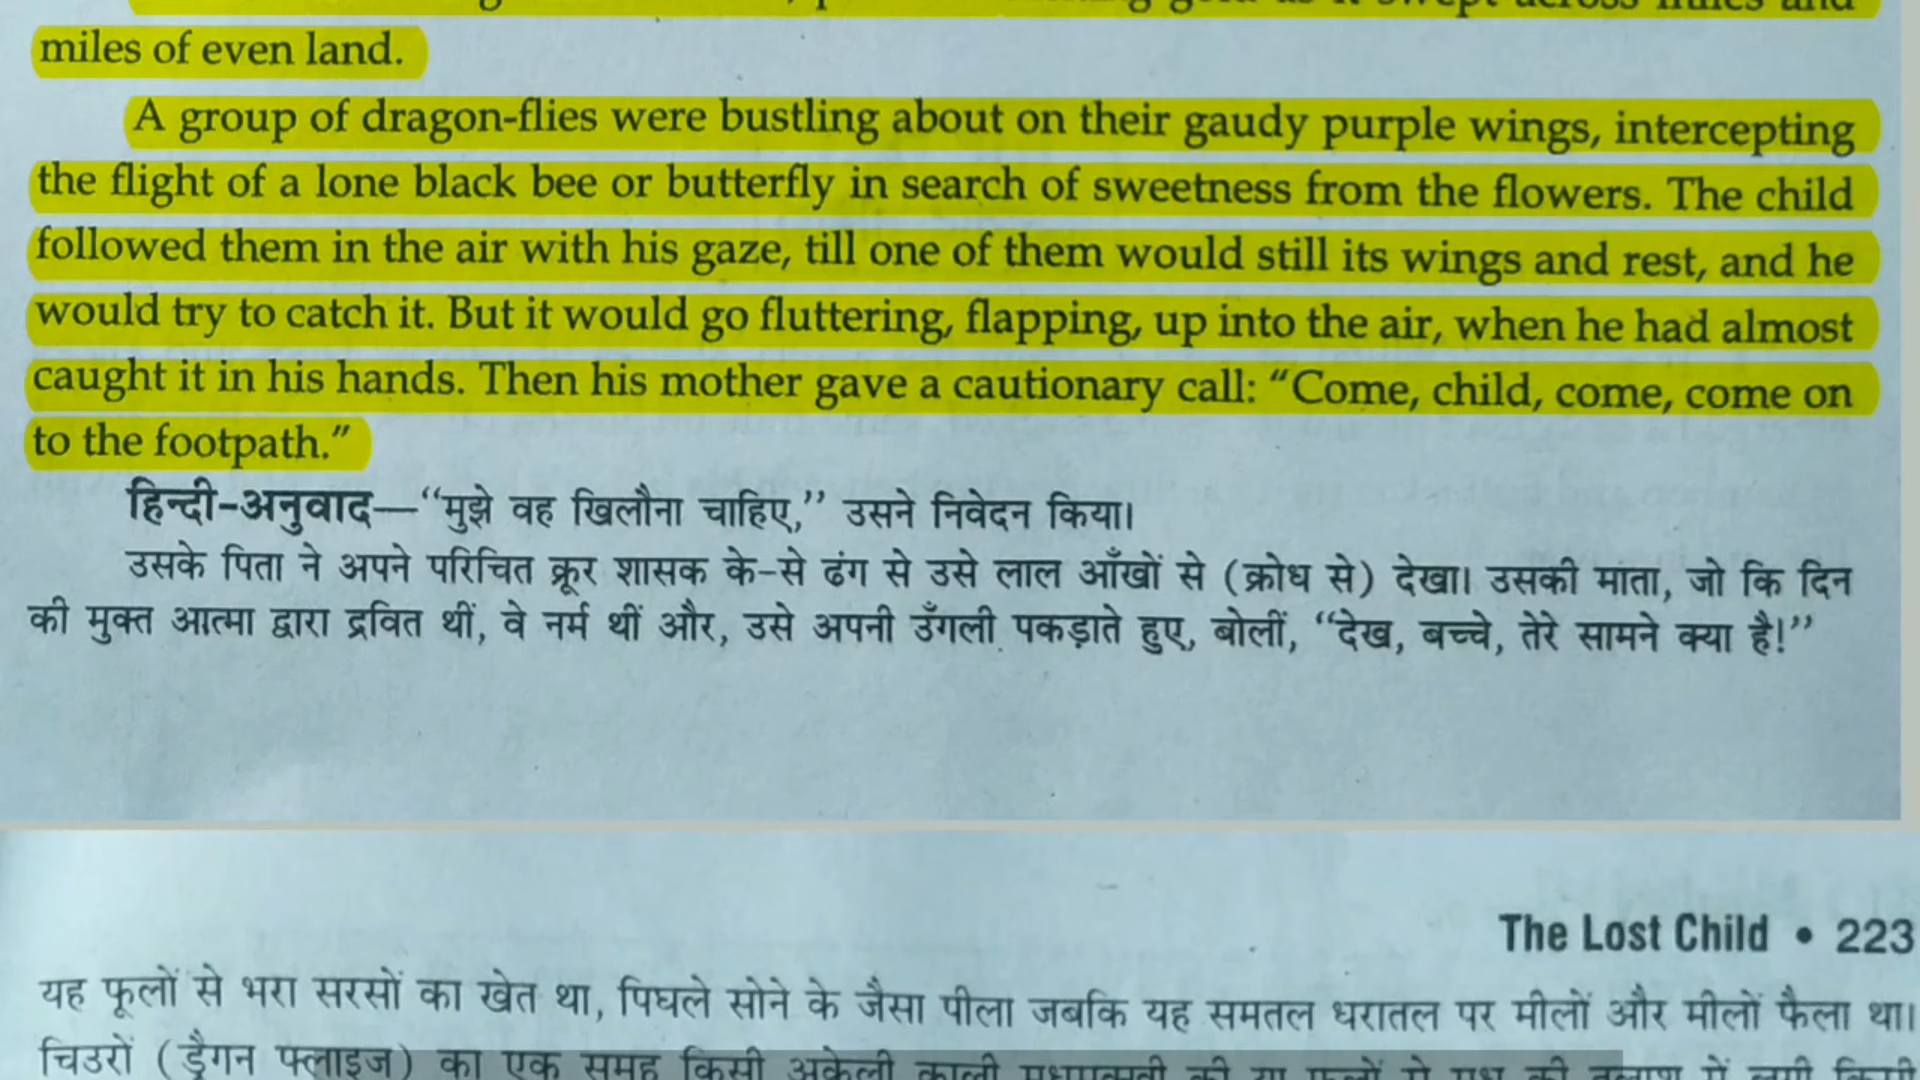 miles of even land.
A group of dragon-flies were bustling about on their gaudy purple wings, intercepting
the flight of a lone black bee or butterfly in search of sweetness from the flowers. The child
followed them in the air with his gaze, till one of them would still its wings and rest, and he
would try to catch it. But it would go fluttering, flapping, up into the air, when he had almost
caught it in his hands. Then his mother gave a cautionary call: “Come, child, come, come on
to the footpath.”
हिन्दी-अनुवाद—“मुझे वह खिलौना चाहिए,” उसने निवेदन किया।
उसके पिता ने अपने परिचित क्रूर शासक के-से ढंग से उसे लाल आँखों से (क्रोध से) देखा। उसकी माता, जो कि दिन
की मुक्त आत्मा द्वारा द्रवित थीं, वे नर्म थीं और, उसे अपनी उँगली पकड़ाते हुए, बोलीं, “देख, बच्चे, तेरे सामने क्या है!”
The Lost Child • 223
यह फूलों से भरा सरसों का खेत था, पिघले सोने के जैसा पीला जबकि यह समतल धरातल पर मीलों और मीलों फैला था।
चिउरों (ड्रैगन फ्लाइज) का एक समूह किसी अकेली काली